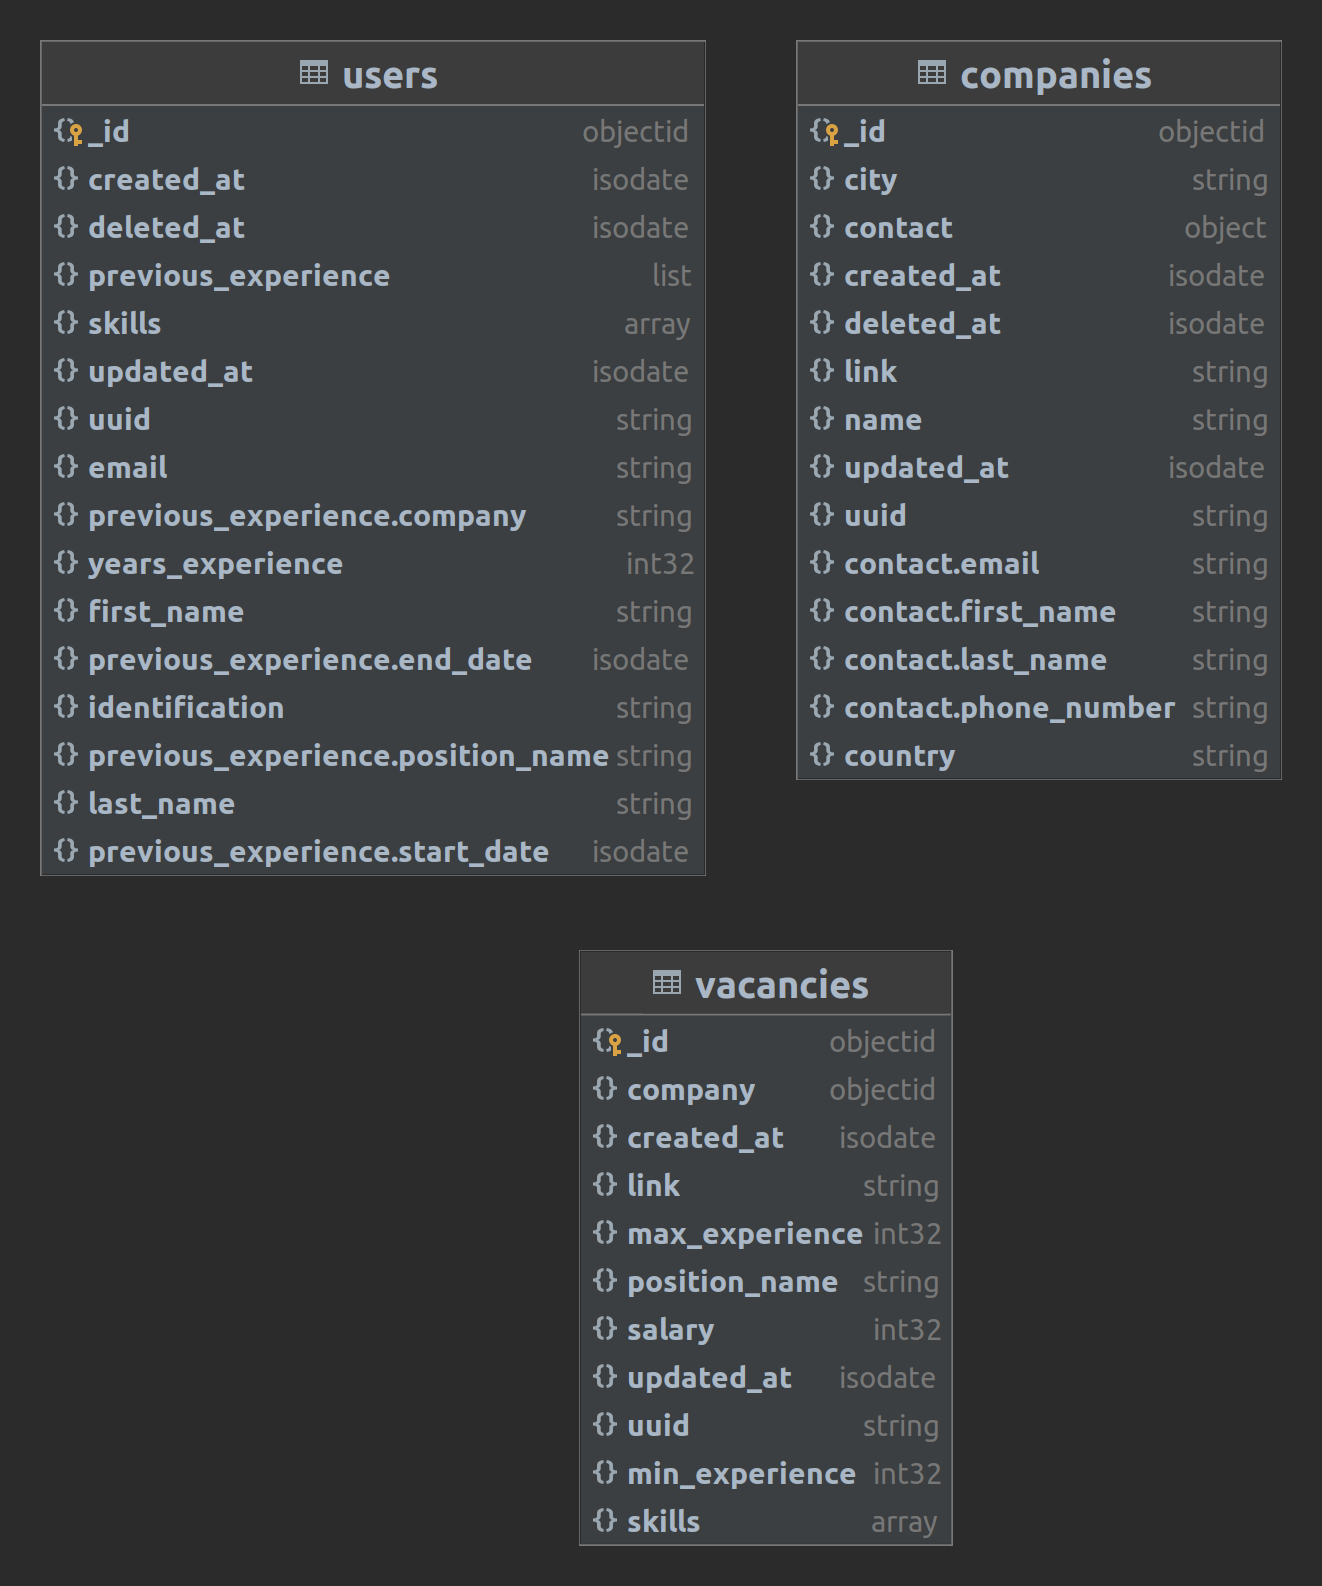 users
_id objectid
created_at isodate
deleted_at isodate
previous_experience list
skills array
updated_at isodate
uuid string
email string
previous_experience.company string
years_experience int32
first_name string
previous_experience.end_date isodate
identification string
previous_experience.position_name string
last_name string
previous_experience.start_date isodate
companies
_id objectid
city string
contact object
created_at isodate
deleted_at isodate
link string
name string
updated_at isodate
uuid string
contact.email string
contact.first_name string
contact.last_name string
contact.phone_number string
country string
vacancies
_id objectid
company objectid
created_at isodate
link string
max_experience int32
position_name string
salary int32
updated_at isodate
uuid string
min_experience int32
skills array